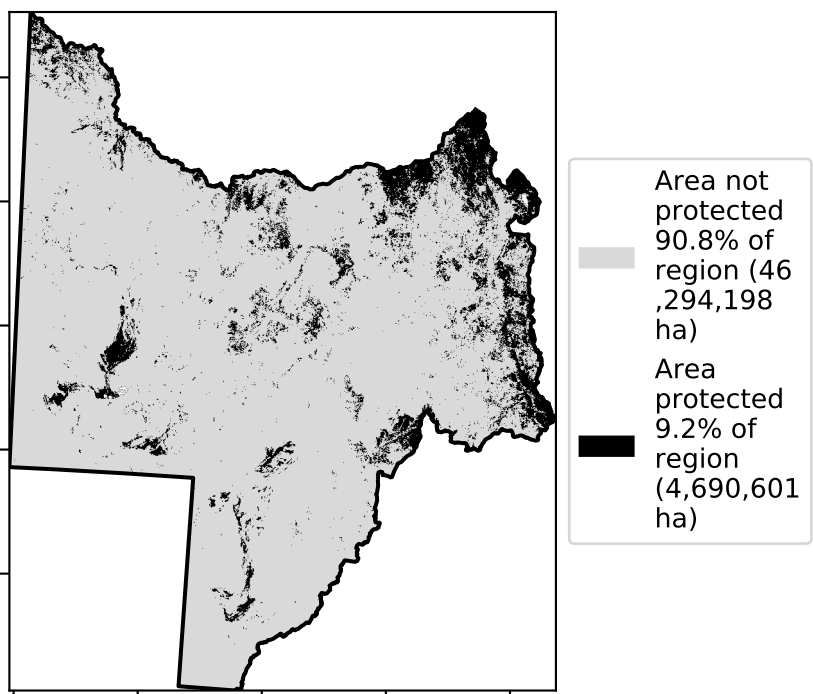 Area not
protected
90.8% of
region (46
,294,198
ha)
Area
protected
9.2% of
region
(4,690,601
ha)